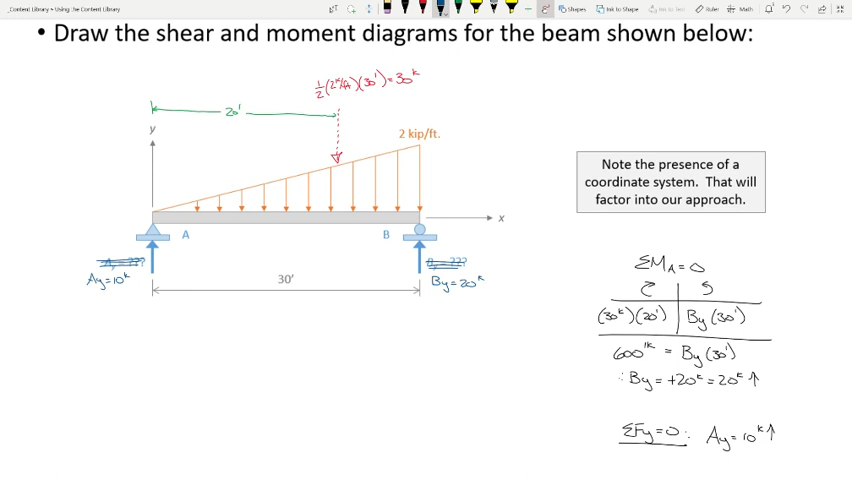 _Content Library » Using the Content Library
Shapes
Ink to Shape
Ink to Text
Ruler
Math
• Draw the shear and moment diagrams for the beam shown below:
½(2k/ft)(30')=30k
20'
y
2 kip/ft.
x
A
B
Ay=10k
By=20k
30'
Note the presence of a
coordinate system. That will
factor into our approach.
ΣMA=0
(30k)(20') By(30')
600'k = By(30')
∴By=+20k=20k↑
ΣFy=0: Ay=10k↑